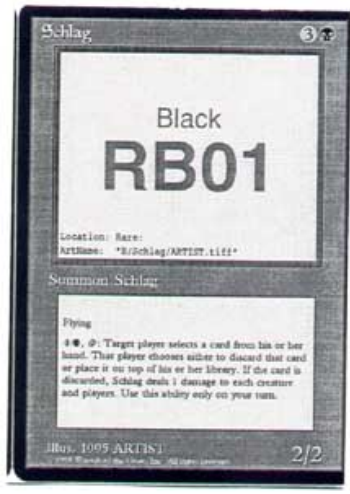 Schlag 3
Black
RB01
Location: Rare:
ArtName: "B/Schlag/ARTIST.tiff"
Summon Schlag
Flying
Target player selects a card from his or her
hand. That player chooses either to discard that card
or place it on top of his or her library. If the card is
discarded, Schlag deals 1 damage to each creature
and players. Use this ability only on your turn.
Illus. 1995 ARTIST
2/2
All rights reserved.